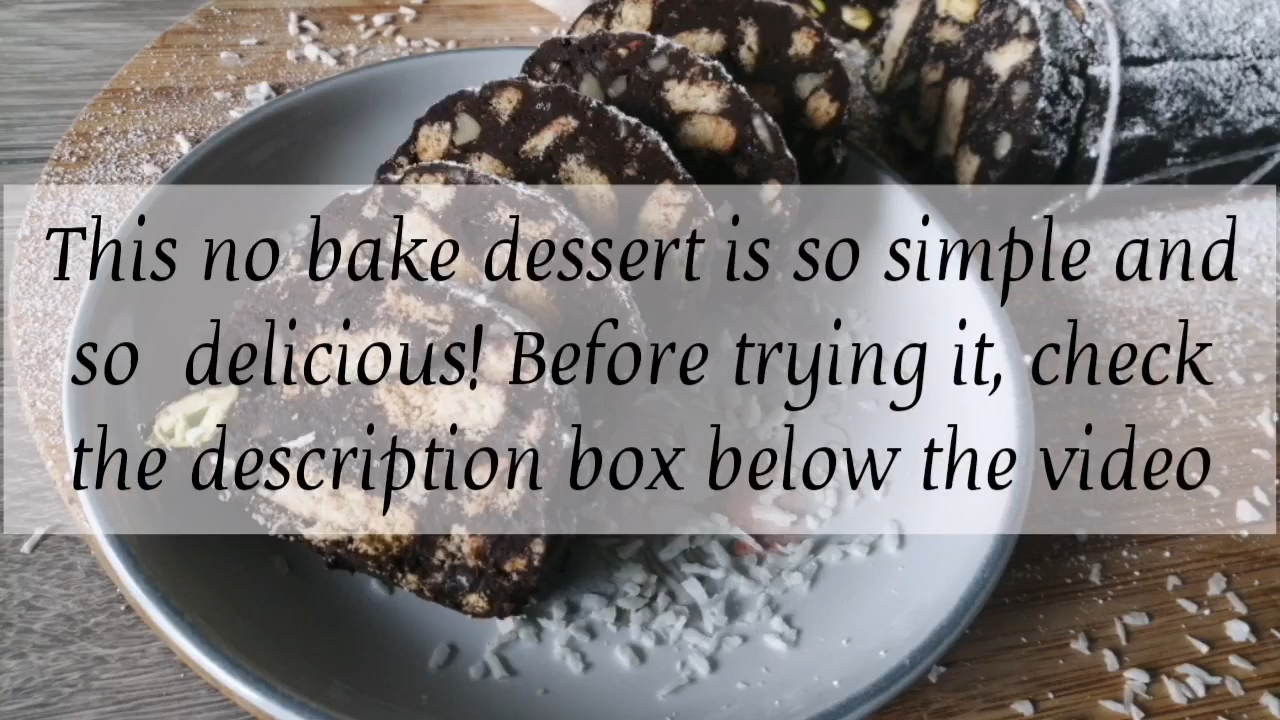 This no bake dessert is so simple and
so  delicious! Before trying it, check
the description box below the video